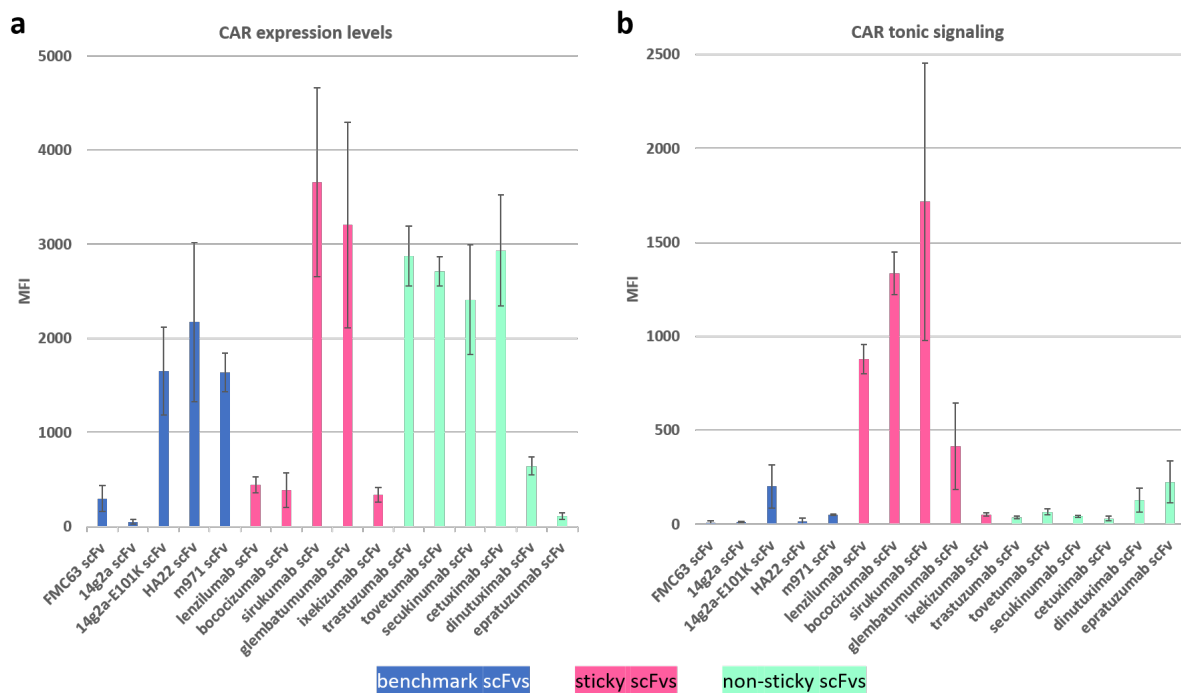 a
CAR expression levels
5000
4000
3000
2000
1000
0
MFI
FMC63 scFv
14g2a scFv
14g2a-E101K scFv
HA22 scFv
m971 scFv
lenzilumab scFv
bococizumab scFv
sirukumab scFv
glembatumumab scFv
ixekizumab scFv
trastuzumab scFv
tovetumab scFv
secukinumab scFv
cetuximab scFv
dinutuximab scFv
epratuzumab scFv
b
CAR tonic signaling
2500
2000
1500
1000
500
0
MFI
FMC63 scFv
14g2a scFv
14g2a-E101K scFv
HA22 scFv
m971 scFv
lenzilumab scFv
bococizumab scFv
sirukumab scFv
glembatumumab scFv
ixekizumab scFv
trastuzumab scFv
tovetumab scFv
secukinumab scFv
cetuximab scFv
dinutuximab scFv
epratuzumab scFv
benchmark scFvs
sticky scFvs
non-sticky scFvs